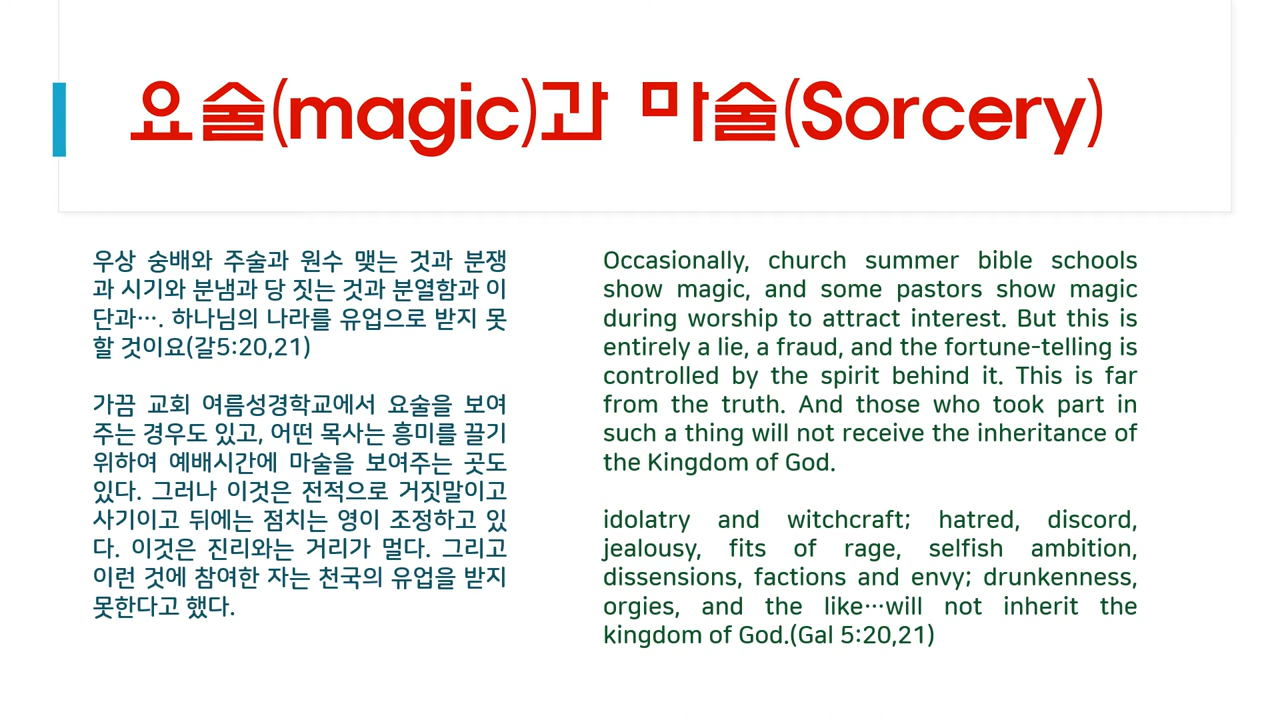 요술(magic)과 마술(Sorcery)
우상 숭배와 주술과 원수 맺는 것과 분쟁
과 시기와 분냄과 당 짓는 것과 분열함과 이
단과…. 하나님의 나라를 유업으로 받지 못
할 것이요(갈5:20,21)
가끔 교회 여름성경학교에서 요술을 보여
주는 경우도 있고, 어떤 목사는 흥미를 끌기
위하여 예배시간에 마술을 보여주는 곳도
있다. 그러나 이것은 전적으로 거짓말이고
사기이고 뒤에는 점치는 영이 조정하고 있
다. 이것은 진리와는 거리가 멀다. 그리고
이런 것에 참여한 자는 천국의 유업을 받지
못한다고 했다.
Occasionally, church summer bible schools
show magic, and some pastors show magic
during worship to attract interest. But this is
entirely a lie, a fraud, and the fortune-telling is
controlled by the spirit behind it. This is far
from the truth. And those who took part in
such a thing will not receive the inheritance of
the Kingdom of God.
idolatry and witchcraft; hatred, discord,
jealousy, fits of rage, selfish ambition,
dissensions, factions and envy; drunkenness,
orgies, and the like…will not inherit the
kingdom of God.(Gal 5:20,21)